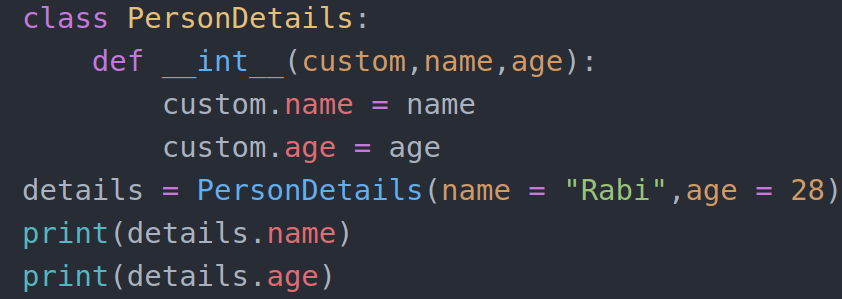 class PersonDetails:
    def __int__(custom,name,age):
        custom.name = name
        custom.age = age
details = PersonDetails(name = "Rabi",age = 28)
print(details.name)
print(details.age)